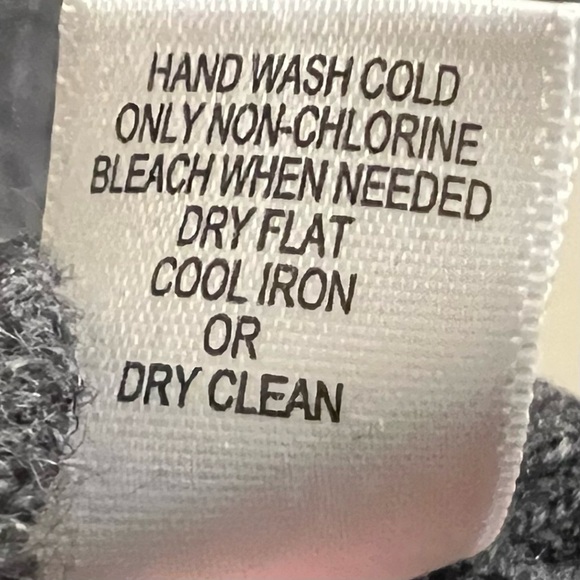 HAND WASH COLD
ONLY NON-CHLORINE
BLEACH WHEN NEEDED
DRY FLAT
COOL IRON
OR
DRY CLEAN